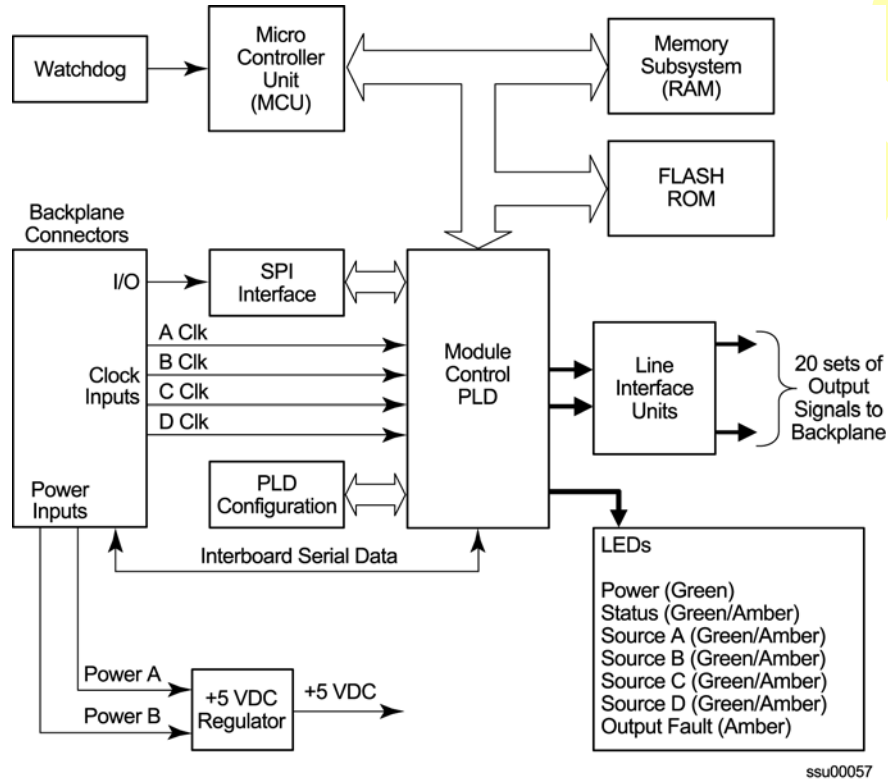 Watchdog
Micro
Controller
Unit
(MCU)
Memory
Subsystem
(RAM)
FLASH
ROM
Backplane
Connectors
I/O
SPI
Interface
A Clk
B Clk
Clock
Inputs
C Clk
D Clk
Module
Control
PLD
Line
Interface
Units
20 sets of
Output
Signals to
Backplane
Power
Inputs
PLD
Configuration
Interboard Serial Data
LEDs
Power (Green)
Status (Green/Amber)
Source A (Green/Amber)
Source B (Green/Amber)
Source C (Green/Amber)
Source D (Green/Amber)
Output Fault (Amber)
Power A
Power B
+5 VDC
Regulator
+5 VDC
ssu00057